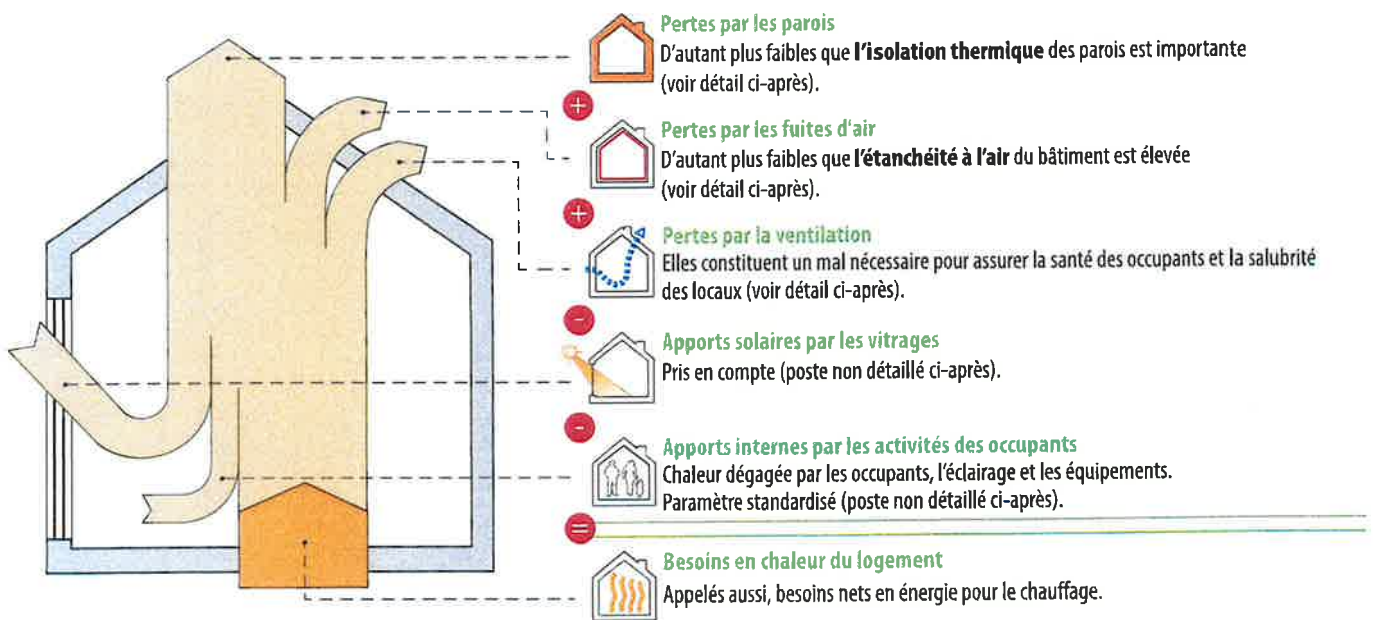 Pertes par les parois
D'autant plus faibles que l'isolation thermique des parois est importante
(voir détail ci-après).
+
Pertes par les fuites d'air
D'autant plus faibles que l'étanchéité à l'air du bâtiment est élevée
(voir détail ci-après).
+
Pertes par la ventilation
Elles constituent un mal nécessaire pour assurer la santé des occupants et la salubrité
des locaux (voir détail ci-après).
-
Apports solaires par les vitrages
Pris en compte (poste non détaillé ci-après).
-
Apports internes par les activités des occupants
Chaleur dégagée par les occupants, l'éclairage et les équipements.
Paramètre standardisé (poste non détaillé ci-après).
=
Besoins en chaleur du logement
Appelés aussi, besoins nets en énergie pour le chauffage.